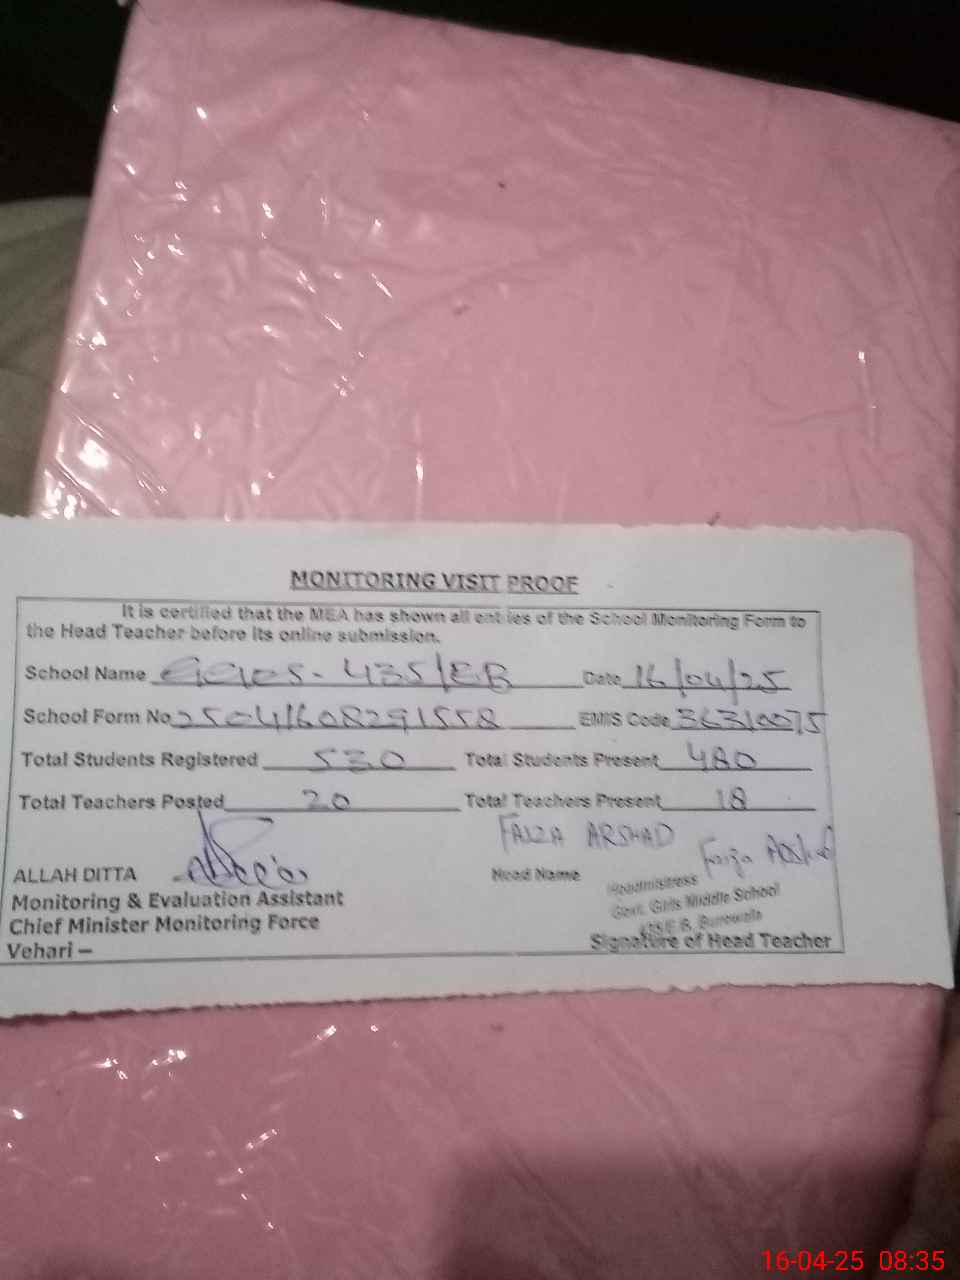 MONITORING VISIT PROOF
It is certified that the MEA has shown all entries of the School Monitoring Form to
the Head Teacher before its online submission.
School Name GGES - 435/EB Date 16/04/25
School Form No 25041608291558 EMIS Code 36310075
Total Students Registered 530 Total Students Present 480
Total Teachers Posted 20 Total Teachers Present 18
FAIZA ARSHAD Faiza Arshad
ALLAH DITTA Head Name Headmistress
Monitoring & Evaluation Assistant Govt. Girls Middle School
Chief Minister Monitoring Force 435/E.B, Burewala
Vehari – Signature of Head Teacher
16-04-25 08:35